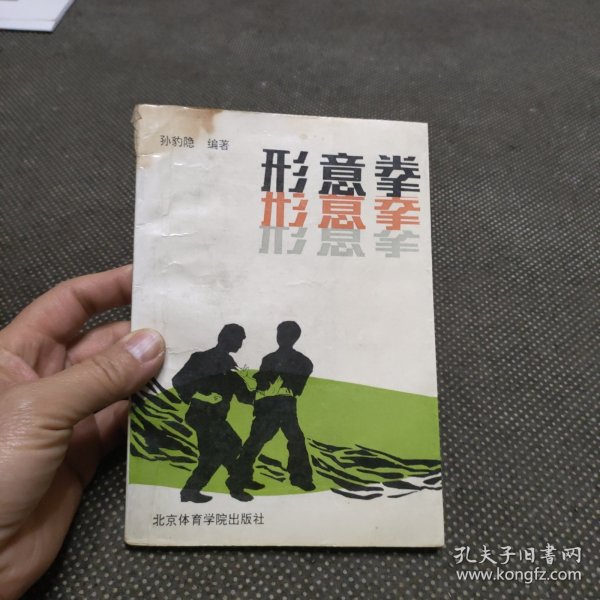 孙豹隐 编著
形意拳
形意拳
形意拳
北京体育学院出版社
孔夫子旧书网
www.kongfz.com